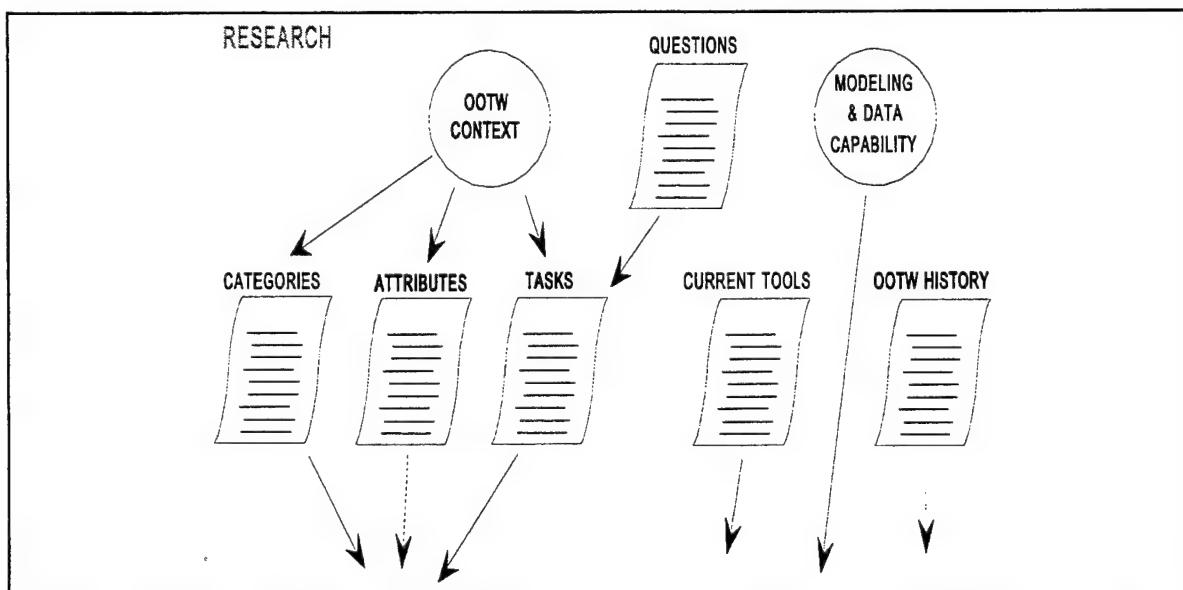 RESEARCH
QUESTIONS
OOTW
CONTEXT
MODELING
& DATA
CAPABILITY
CATEGORIES
ATTRIBUTES
TASKS
CURRENT TOOLS
OOTW HISTORY